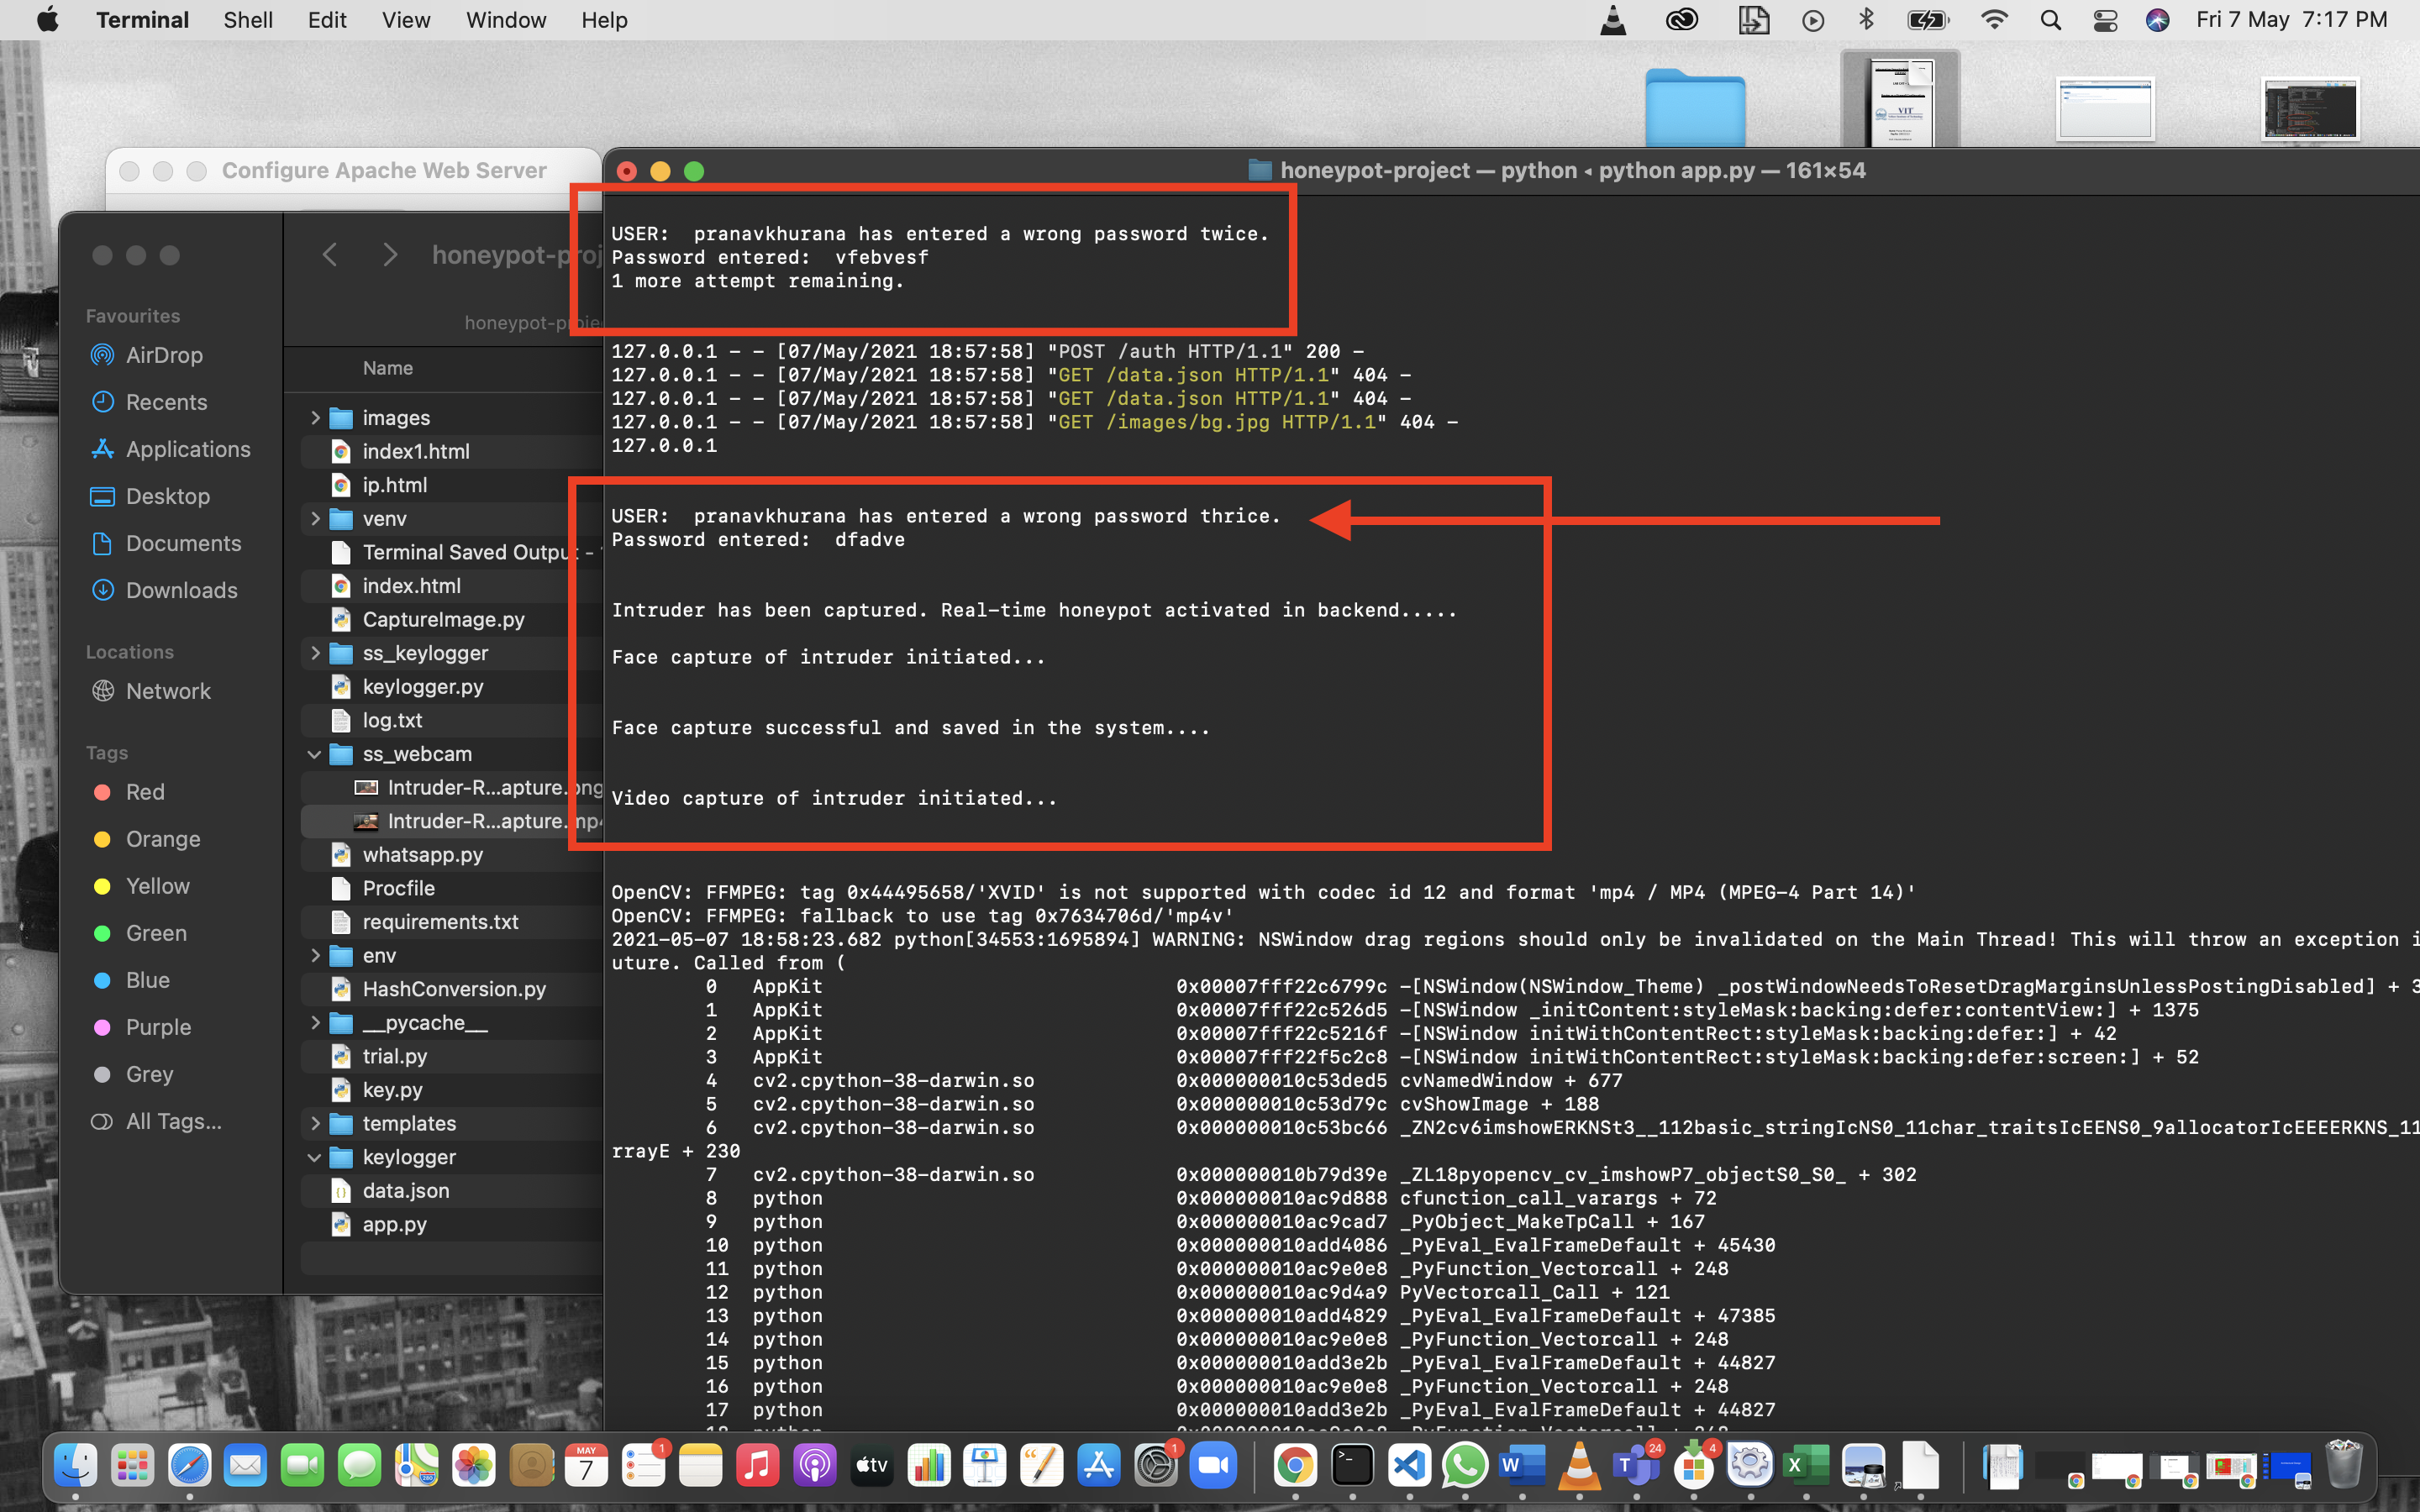 Terminal Shell Edit View Window Help
Fri 7 May 7:17 PM
VIT
Configure Apache Web Server
honeypot-project — python ◂ python app.py — 161×54
honeypot-proj
honeypot-proje
Favourites
AirDrop
Recents
Applications
Desktop
Documents
Downloads
Locations
Network
Tags
Red
Orange
Yellow
Green
Blue
Purple
Grey
All Tags...
Name
images
index1.html
ip.html
venv
Terminal Saved Output -
index.html
CaptureImage.py
ss_keylogger
keylogger.py
log.txt
ss_webcam
Intruder-R...apture.png
Intruder-R...apture.mp4
whatsapp.py
Procfile
requirements.txt
env
HashConversion.py
__pycache__
trial.py
key.py
templates
keylogger
data.json
app.py
USER:  pranavkhurana has entered a wrong password twice.
Password entered:  vfebvesf
1 more attempt remaining.
127.0.0.1 - - [07/May/2021 18:57:58] "POST /auth HTTP/1.1" 200 -
127.0.0.1 - - [07/May/2021 18:57:58] "GET /data.json HTTP/1.1" 404 -
127.0.0.1 - - [07/May/2021 18:57:58] "GET /data.json HTTP/1.1" 404 -
127.0.0.1 - - [07/May/2021 18:57:58] "GET /images/bg.jpg HTTP/1.1" 404 -
127.0.0.1
USER:  pranavkhurana has entered a wrong password thrice.
Password entered:  dfadve
Intruder has been captured. Real-time honeypot activated in backend.....
Face capture of intruder initiated...
Face capture successful and saved in the system....
Video capture of intruder initiated...
OpenCV: FFMPEG: tag 0x44495658/'XVID' is not supported with codec id 12 and format 'mp4 / MP4 (MPEG-4 Part 14)'
OpenCV: FFMPEG: fallback to use tag 0x7634706d/'mp4v'
2021-05-07 18:58:23.682 python[34553:1695894] WARNING: NSWindow drag regions should only be invalidated on the Main Thread! This will throw an exception i
uture. Called from (
0 AppKit 0x00007fff22c6799c -[NSWindow(NSWindow_Theme) _postWindowNeedsToResetDragMarginsUnlessPostingDisabled] + 3
1 AppKit 0x00007fff22c526d5 -[NSWindow _initContent:styleMask:backing:defer:contentView:] + 1375
2 AppKit 0x00007fff22c5216f -[NSWindow initWithContentRect:styleMask:backing:defer:] + 42
3 AppKit 0x00007fff22f5c2c8 -[NSWindow initWithContentRect:styleMask:backing:defer:screen:] + 52
4 cv2.cpython-38-darwin.so 0x000000010c53ded5 cvNamedWindow + 677
5 cv2.cpython-38-darwin.so 0x000000010c53d79c cvShowImage + 188
6 cv2.cpython-38-darwin.so 0x000000010c53bc66 _ZN2cv6imshowERKNSt3__112basic_stringIcNS0_11char_traitsIcEENS0_9allocatorIcEEEERKNS_11
rrayE + 230
7 cv2.cpython-38-darwin.so 0x000000010b79d39e _ZL18pyopencv_cv_imshowP7_objectS0_S0_ + 302
8 python 0x000000010ac9d888 cfunction_call_varargs + 72
9 python 0x000000010ac9cad7 _PyObject_MakeTpCall + 167
10 python 0x000000010add4086 _PyEval_EvalFrameDefault + 45430
11 python 0x000000010ac9e0e8 _PyFunction_Vectorcall + 248
12 python 0x000000010ac9d4a9 PyVectorcall_Call + 121
13 python 0x000000010add4829 _PyEval_EvalFrameDefault + 47385
14 python 0x000000010ac9e0e8 _PyFunction_Vectorcall + 248
15 python 0x000000010add3e2b _PyEval_EvalFrameDefault + 44827
16 python 0x000000010ac9e0e8 _PyFunction_Vectorcall + 248
17 python 0x000000010add3e2b _PyEval_EvalFrameDefault + 44827
MAY
7
1
tv
1
24
4